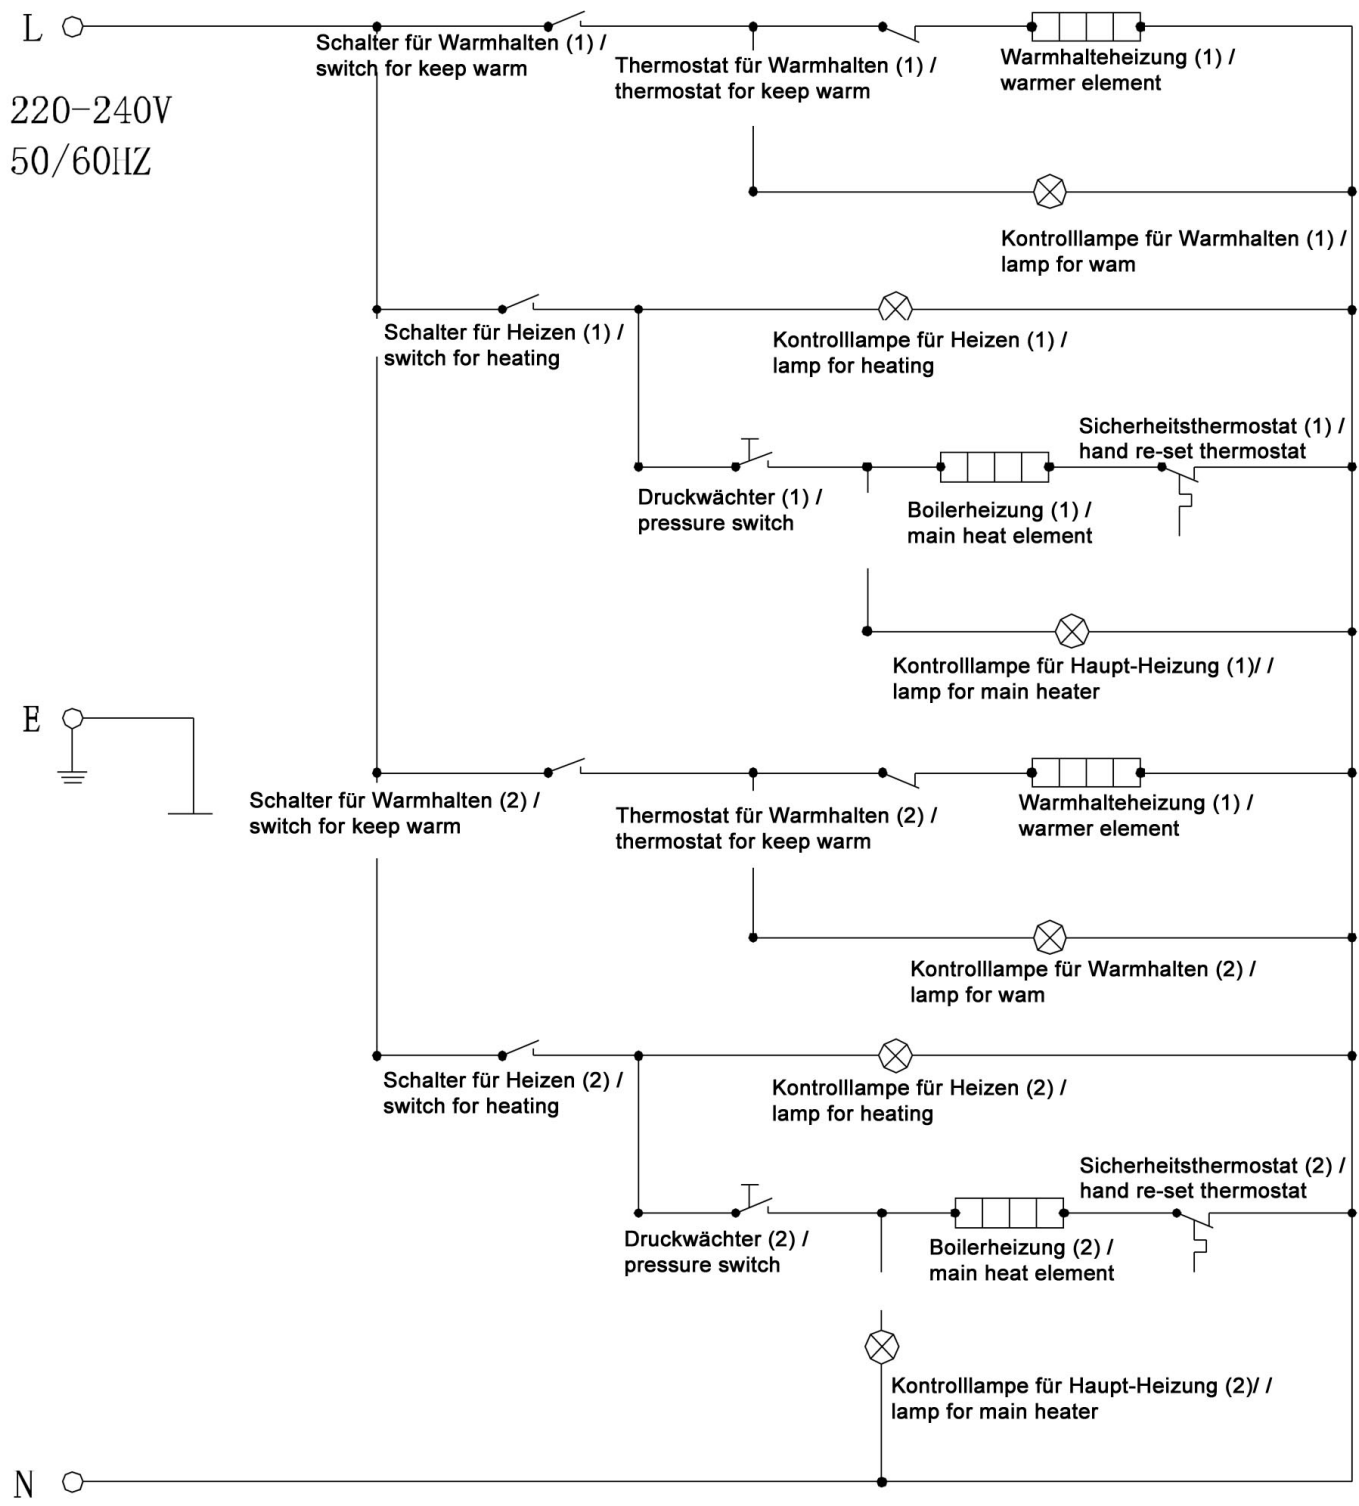 L
220-240V
50/60HZ
Schalter für Warmhalten (1) /
switch for keep warm
Thermostat für Warmhalten (1) /
thermostat for keep warm
Warmhalteheizung (1) /
warmer element
Kontrolllampe für Warmhalten (1) /
lamp for wam
Schalter für Heizen (1) /
switch for heating
Kontrolllampe für Heizen (1) /
lamp for heating
Druckwächter (1) /
pressure switch
Boilerheizung (1) /
main heat element
Sicherheitsthermostat (1) /
hand re-set thermostat
Kontrolllampe für Haupt-Heizung (1)/ /
lamp for main heater
E
Schalter für Warmhalten (2) /
switch for keep warm
Thermostat für Warmhalten (2) /
thermostat for keep warm
Warmhalteheizung (1) /
warmer element
Kontrolllampe für Warmhalten (2) /
lamp for wam
Schalter für Heizen (2) /
switch for heating
Kontrolllampe für Heizen (2) /
lamp for heating
Druckwächter (2) /
pressure switch
Boilerheizung (2) /
main heat element
Sicherheitsthermostat (2) /
hand re-set thermostat
Kontrolllampe für Haupt-Heizung (2)/ /
lamp for main heater
N